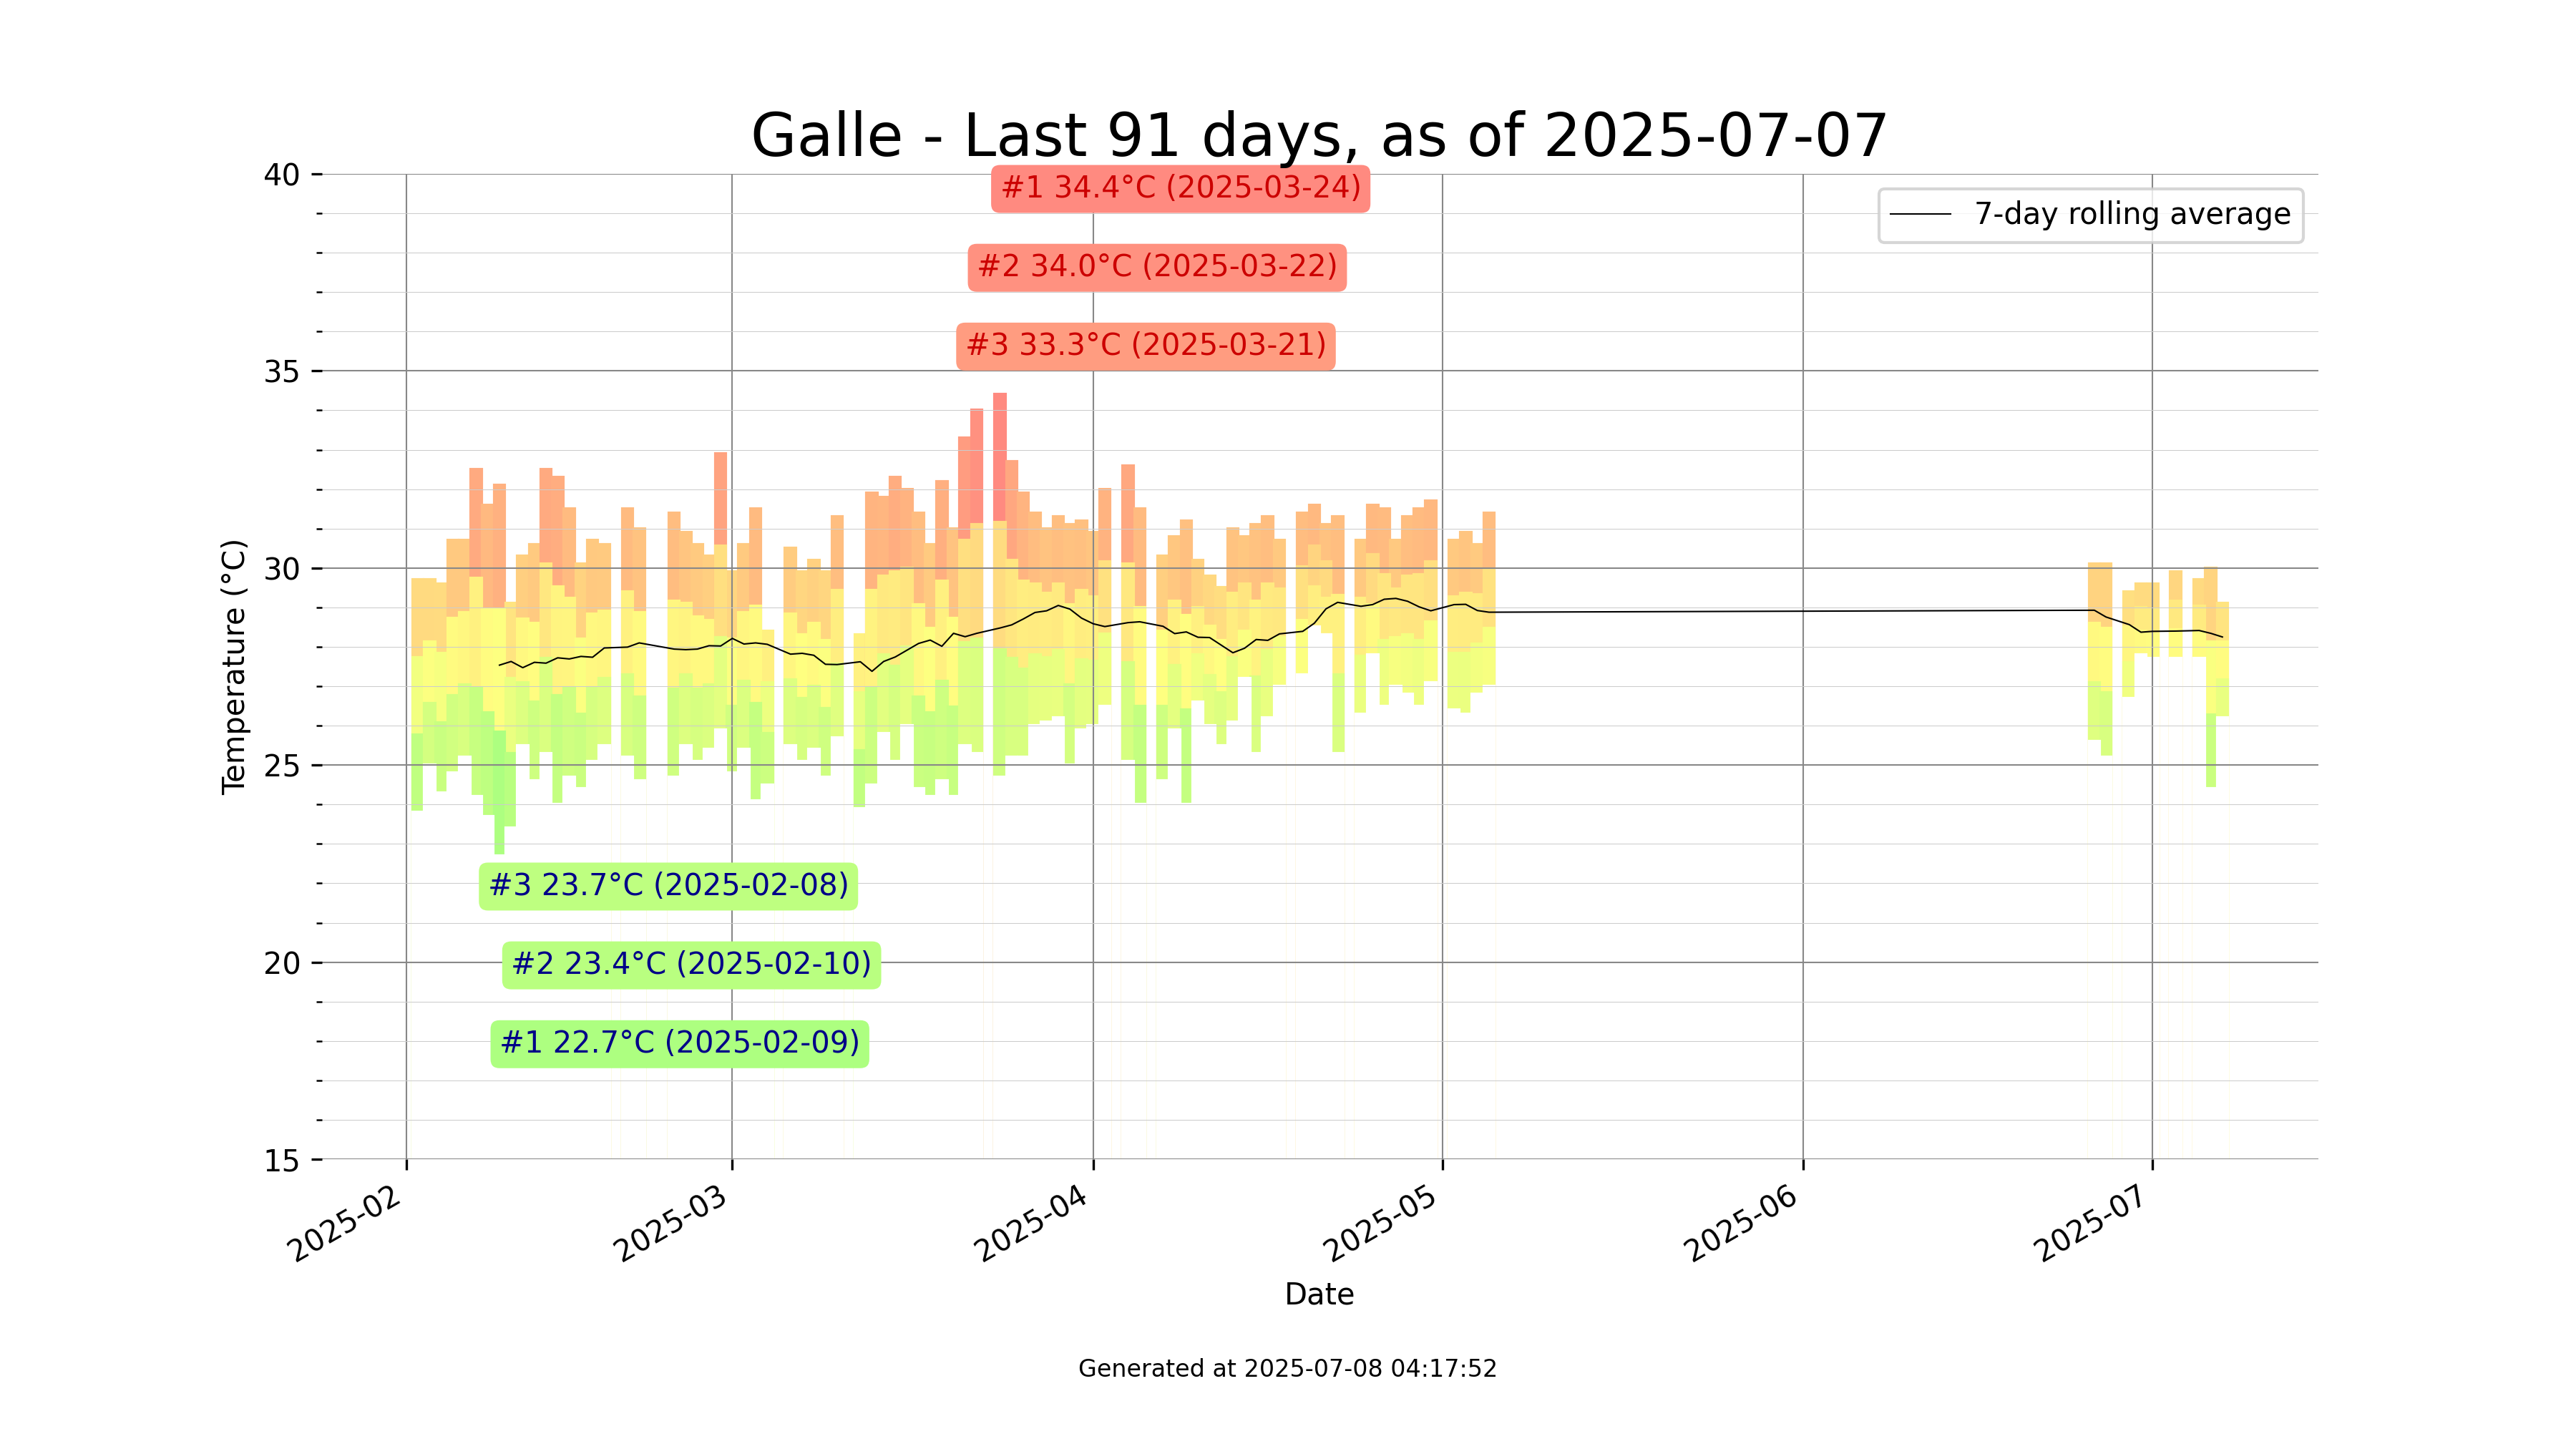 Galle - Last 91 days, as of 2025-07-07
#1 34.4°C (2025-03-24)
7-day rolling average
#2 34.0°C (2025-03-22)
#3 33.3°C (2025-03-21)
#3 23.7°C (2025-02-08)
#2 23.4°C (2025-02-10)
#1 22.7°C (2025-02-09)
40
35
30
25
20
15
Temperature (°C)
2025-02
2025-03
2025-04
2025-05
2025-06
2025-07
Date
Generated at 2025-07-08 04:17:52